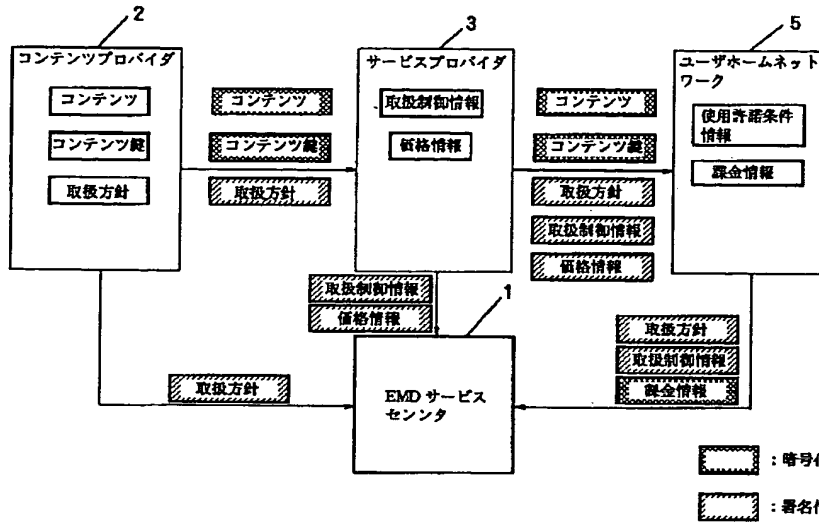 2
コンテンツプロバイダ
コンテンツ
コンテンツ鍵
取扱方針
コンテンツ
コンテンツ鍵
取扱方針
3
サービスプロバイダ
取扱制御情報
価格情報
コンテンツ
コンテンツ鍵
取扱方針
取扱制御情報
価格情報
5
ユーザホームネット
ワーク
使用許諾条件
情報
課金情報
取扱制御情報
価格情報
1
EMD サービス
センンタ
取扱方針
取扱方針
取扱制御情報
課金情報
：暗号
：署名